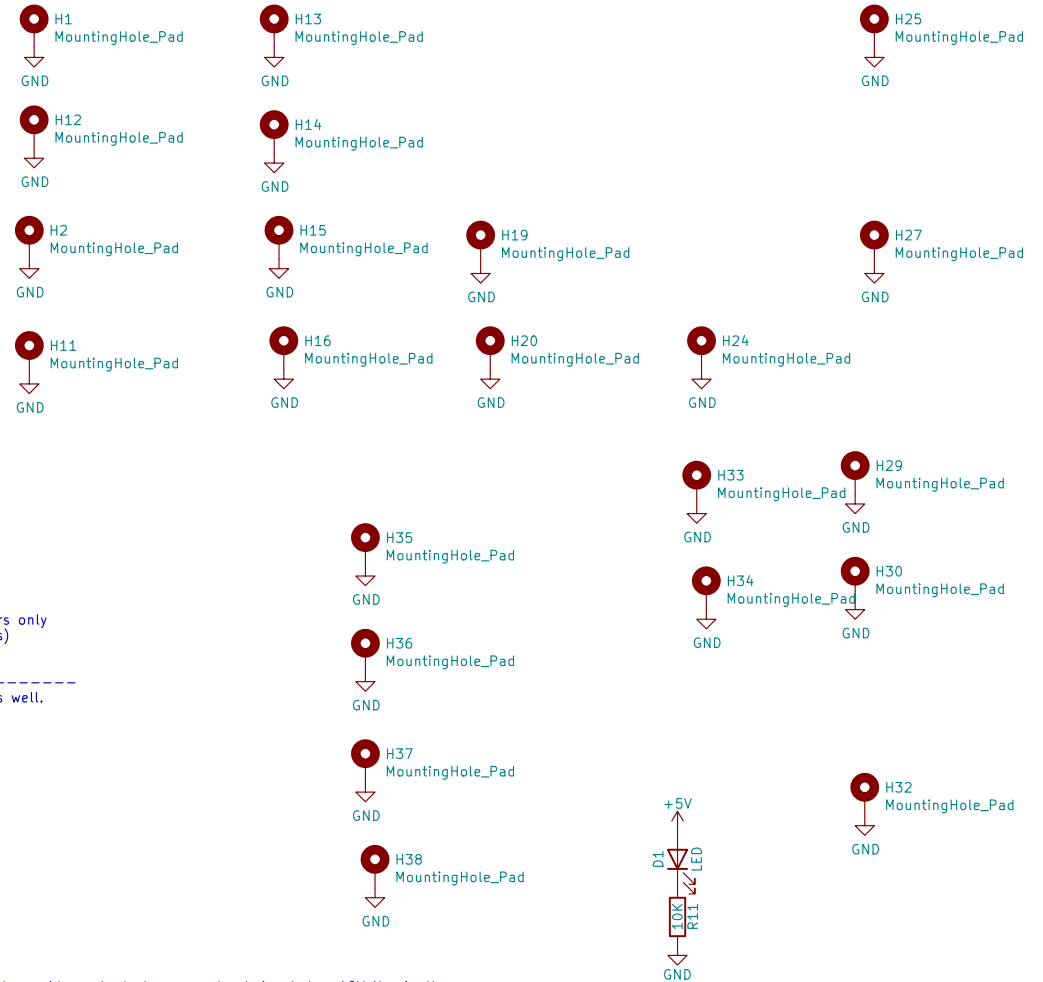 H1
MountingHole_Pad
GND
H13
MountingHole_Pad
GND
H25
MountingHole_Pad
GND
H12
MountingHole_Pad
GND
H14
MountingHole_Pad
GND
H2
MountingHole_Pad
GND
H15
MountingHole_Pad
GND
H19
MountingHole_Pad
GND
H27
MountingHole_Pad
GND
H11
MountingHole_Pad
GND
H16
MountingHole_Pad
GND
H20
MountingHole_Pad
GND
H24
MountingHole_Pad
GND
H33
MountingHole_Pad
GND
H29
MountingHole_Pad
GND
H35
MountingHole_Pad
GND
H34
MountingHole_Pad
GND
H30
MountingHole_Pad
GND
rs only
s)
H36
MountingHole_Pad
GND
s well.
H37
MountingHole_Pad
GND
H32
MountingHole_Pad
GND
+5V
D1
LED
10K
R11
GND
H38
MountingHole_Pad
GND